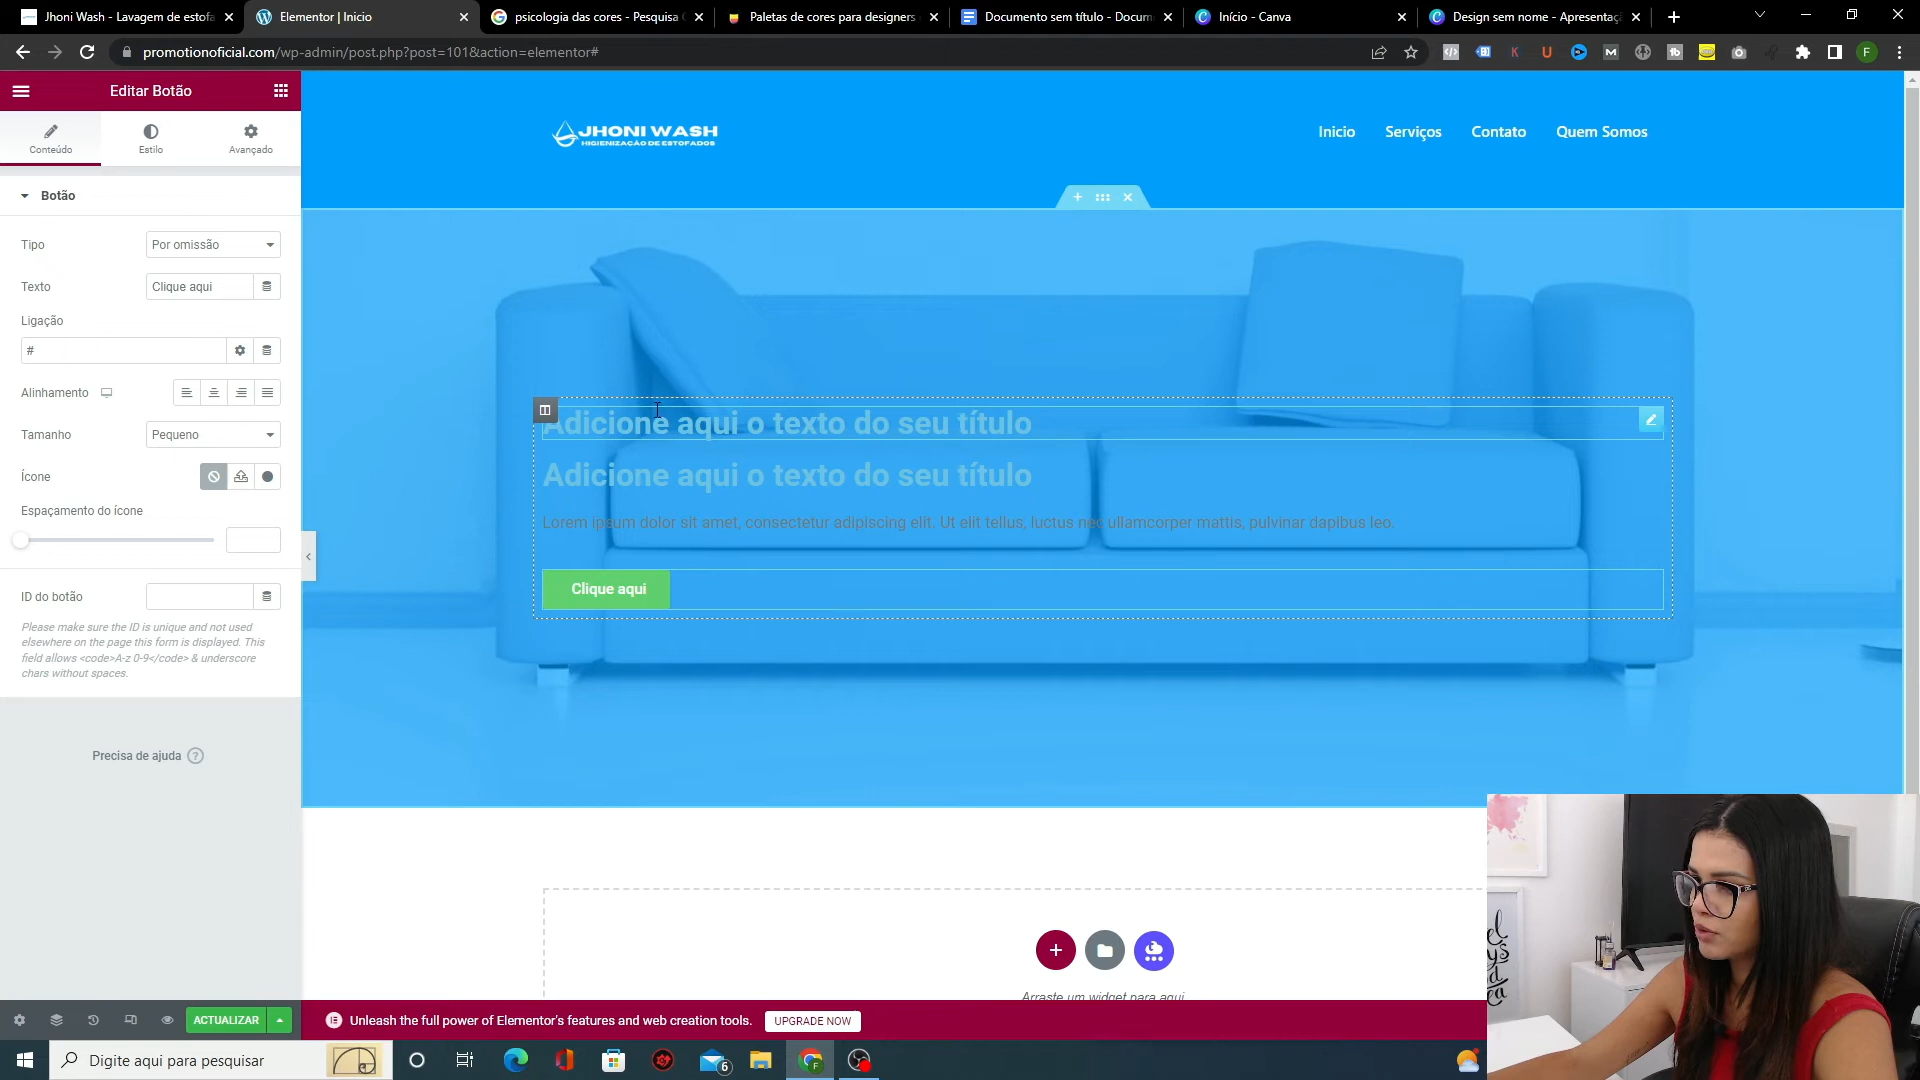 Jhoni Wash - Lavagem de estofa
Elementor | Inicio
psicologia das cores - Pesquisa
Paletas de cores para designers
Documento sem título - Docum
Início - Canva
Design sem nome - Apresentaç
promotionoficial.com/wp-admin/post.php?post=101&action=elementor#
Editar Botão
JHONI WASH
HIGIENIZAÇÃO DE ESTOFADOS
Inicio
Serviços
Contato
Quem Somos
Conteúdo
Estilo
Avançado
Botão
Tipo
Por omissão
Texto
Clique aqui
Ligação
#
Alinhamento
Tamanho
Pequeno
Ícone
Espaçamento do ícone
ID do botão
Please make sure the ID is unique and not used
elsewhere on the page this form is displayed. This
field allows <code>A-z 0-9</code> & underscore
chars without spaces.
Precisa de ajuda
Adicione aqui o texto do seu título
Adicione aqui o texto do seu título
Lorem ipsum dolor sit amet, consectetur adipiscing elit. Ut elit tellus, luctus nec ullamcorper mattis, pulvinar dapibus leo.
Clique aqui
Arraste um widget para aqui
ACTUALIZAR
Unleash the full power of Elementor's features and web creation tools.
UPGRADE NOW
Digite aqui para pesquisar
6